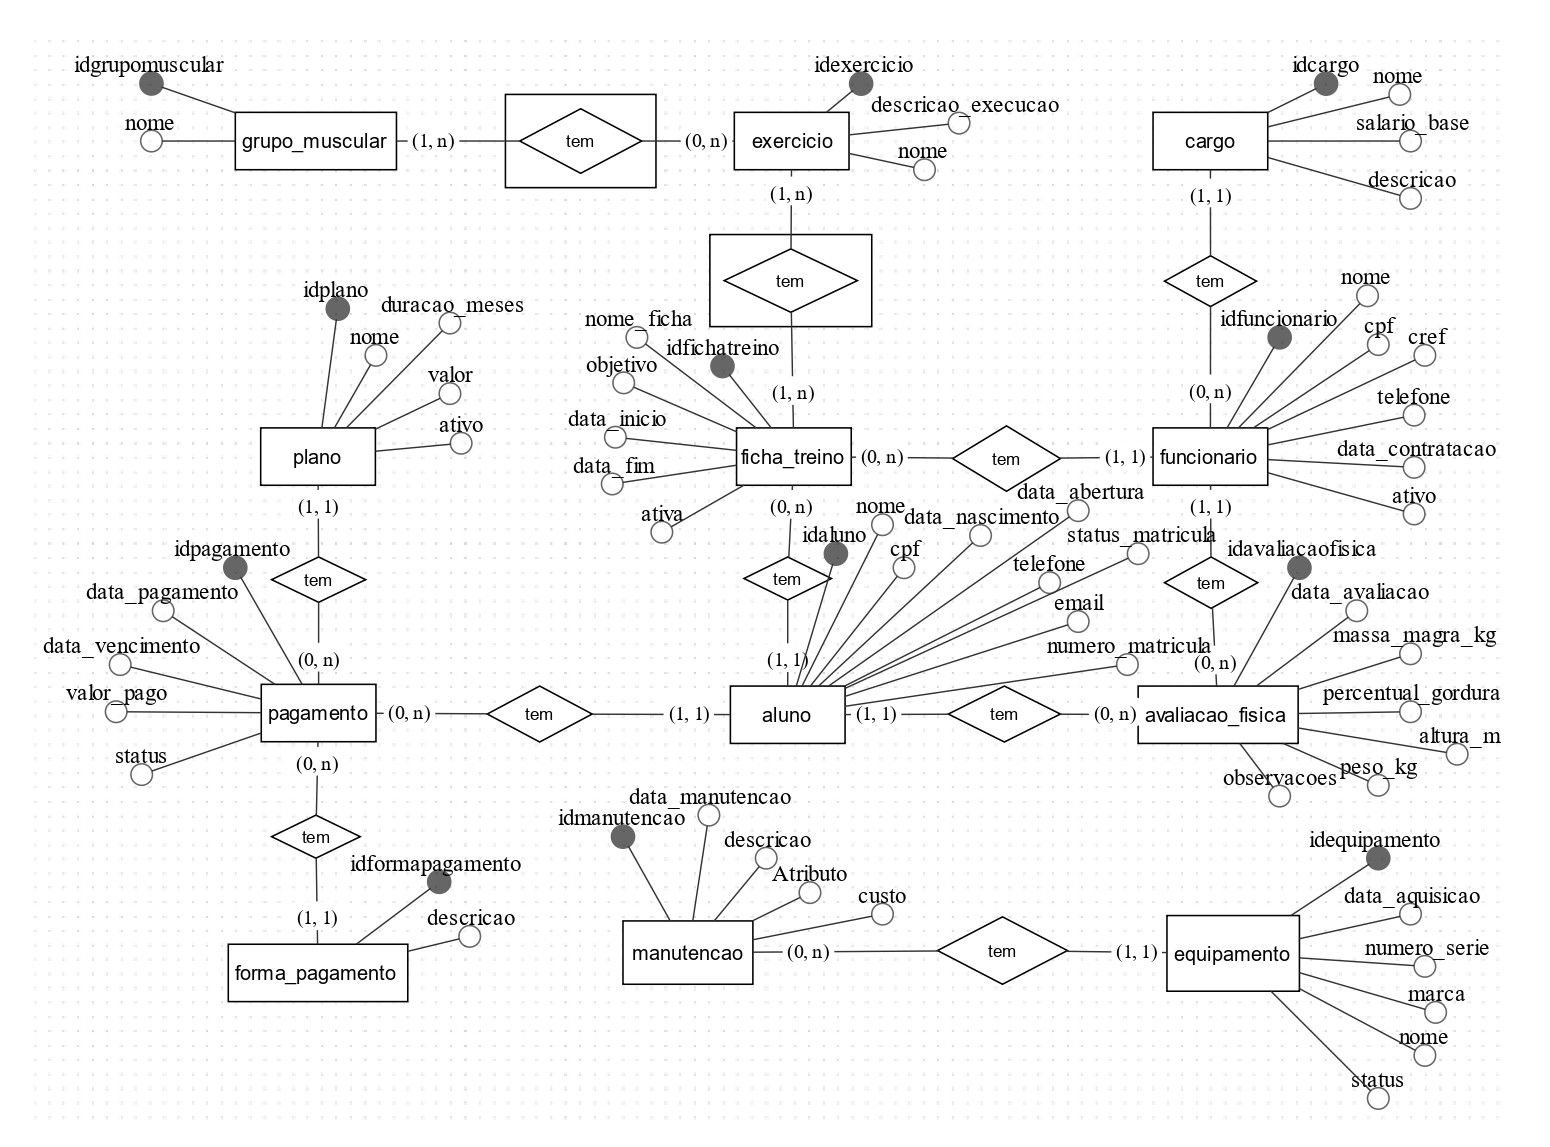 idgrupomuscular
nome
grupo_muscular
(1, n)
tem
(0, n)
idexercicio
descricao_execucao
exercicio
nome
(1, n)
tem
(1, n)
idcargo
nome
salario_base
cargo
descricao
(1, 1)
tem
(0, n)
idplano
duracao_meses
nome
valor
ativo
plano
(1, 1)
tem
(0, n)
nome_ficha
idfichatreino
objetivo
data_inicio
data_fim
ativa
ficha_treino
(0, n)
tem
(1, 1)
nome
idfuncionario
cpf
cref
telefone
data_contratacao
ativo
funcionario
(1, 1)
tem
(0, n)
(0, n)
tem
(1, 1)
idpagamento
data_pagamento
data_vencimento
valor_pago
status
pagamento
(0, n)
tem
(1, 1)
idaluno
nome
cpf
data_nascimento
data_abertura
status_matricula
telefone
email
numero_matricula
aluno
(1, 1)
tem
(0, n)
idavaliacaofisica
data_avaliacao
massa_magra_kg
percentual_gordura
altura_m
peso_kg
observacoes
avaliacao_fisica
(0, n)
tem
(1, 1)
idformapagamento
descricao
forma_pagamento
data_manutencao
idmanutencao
descricao
Atributo
custo
manutencao
(0, n)
tem
(1, 1)
idequipamento
data_aquisicao
numero_serie
equipamento
marca
nome
status